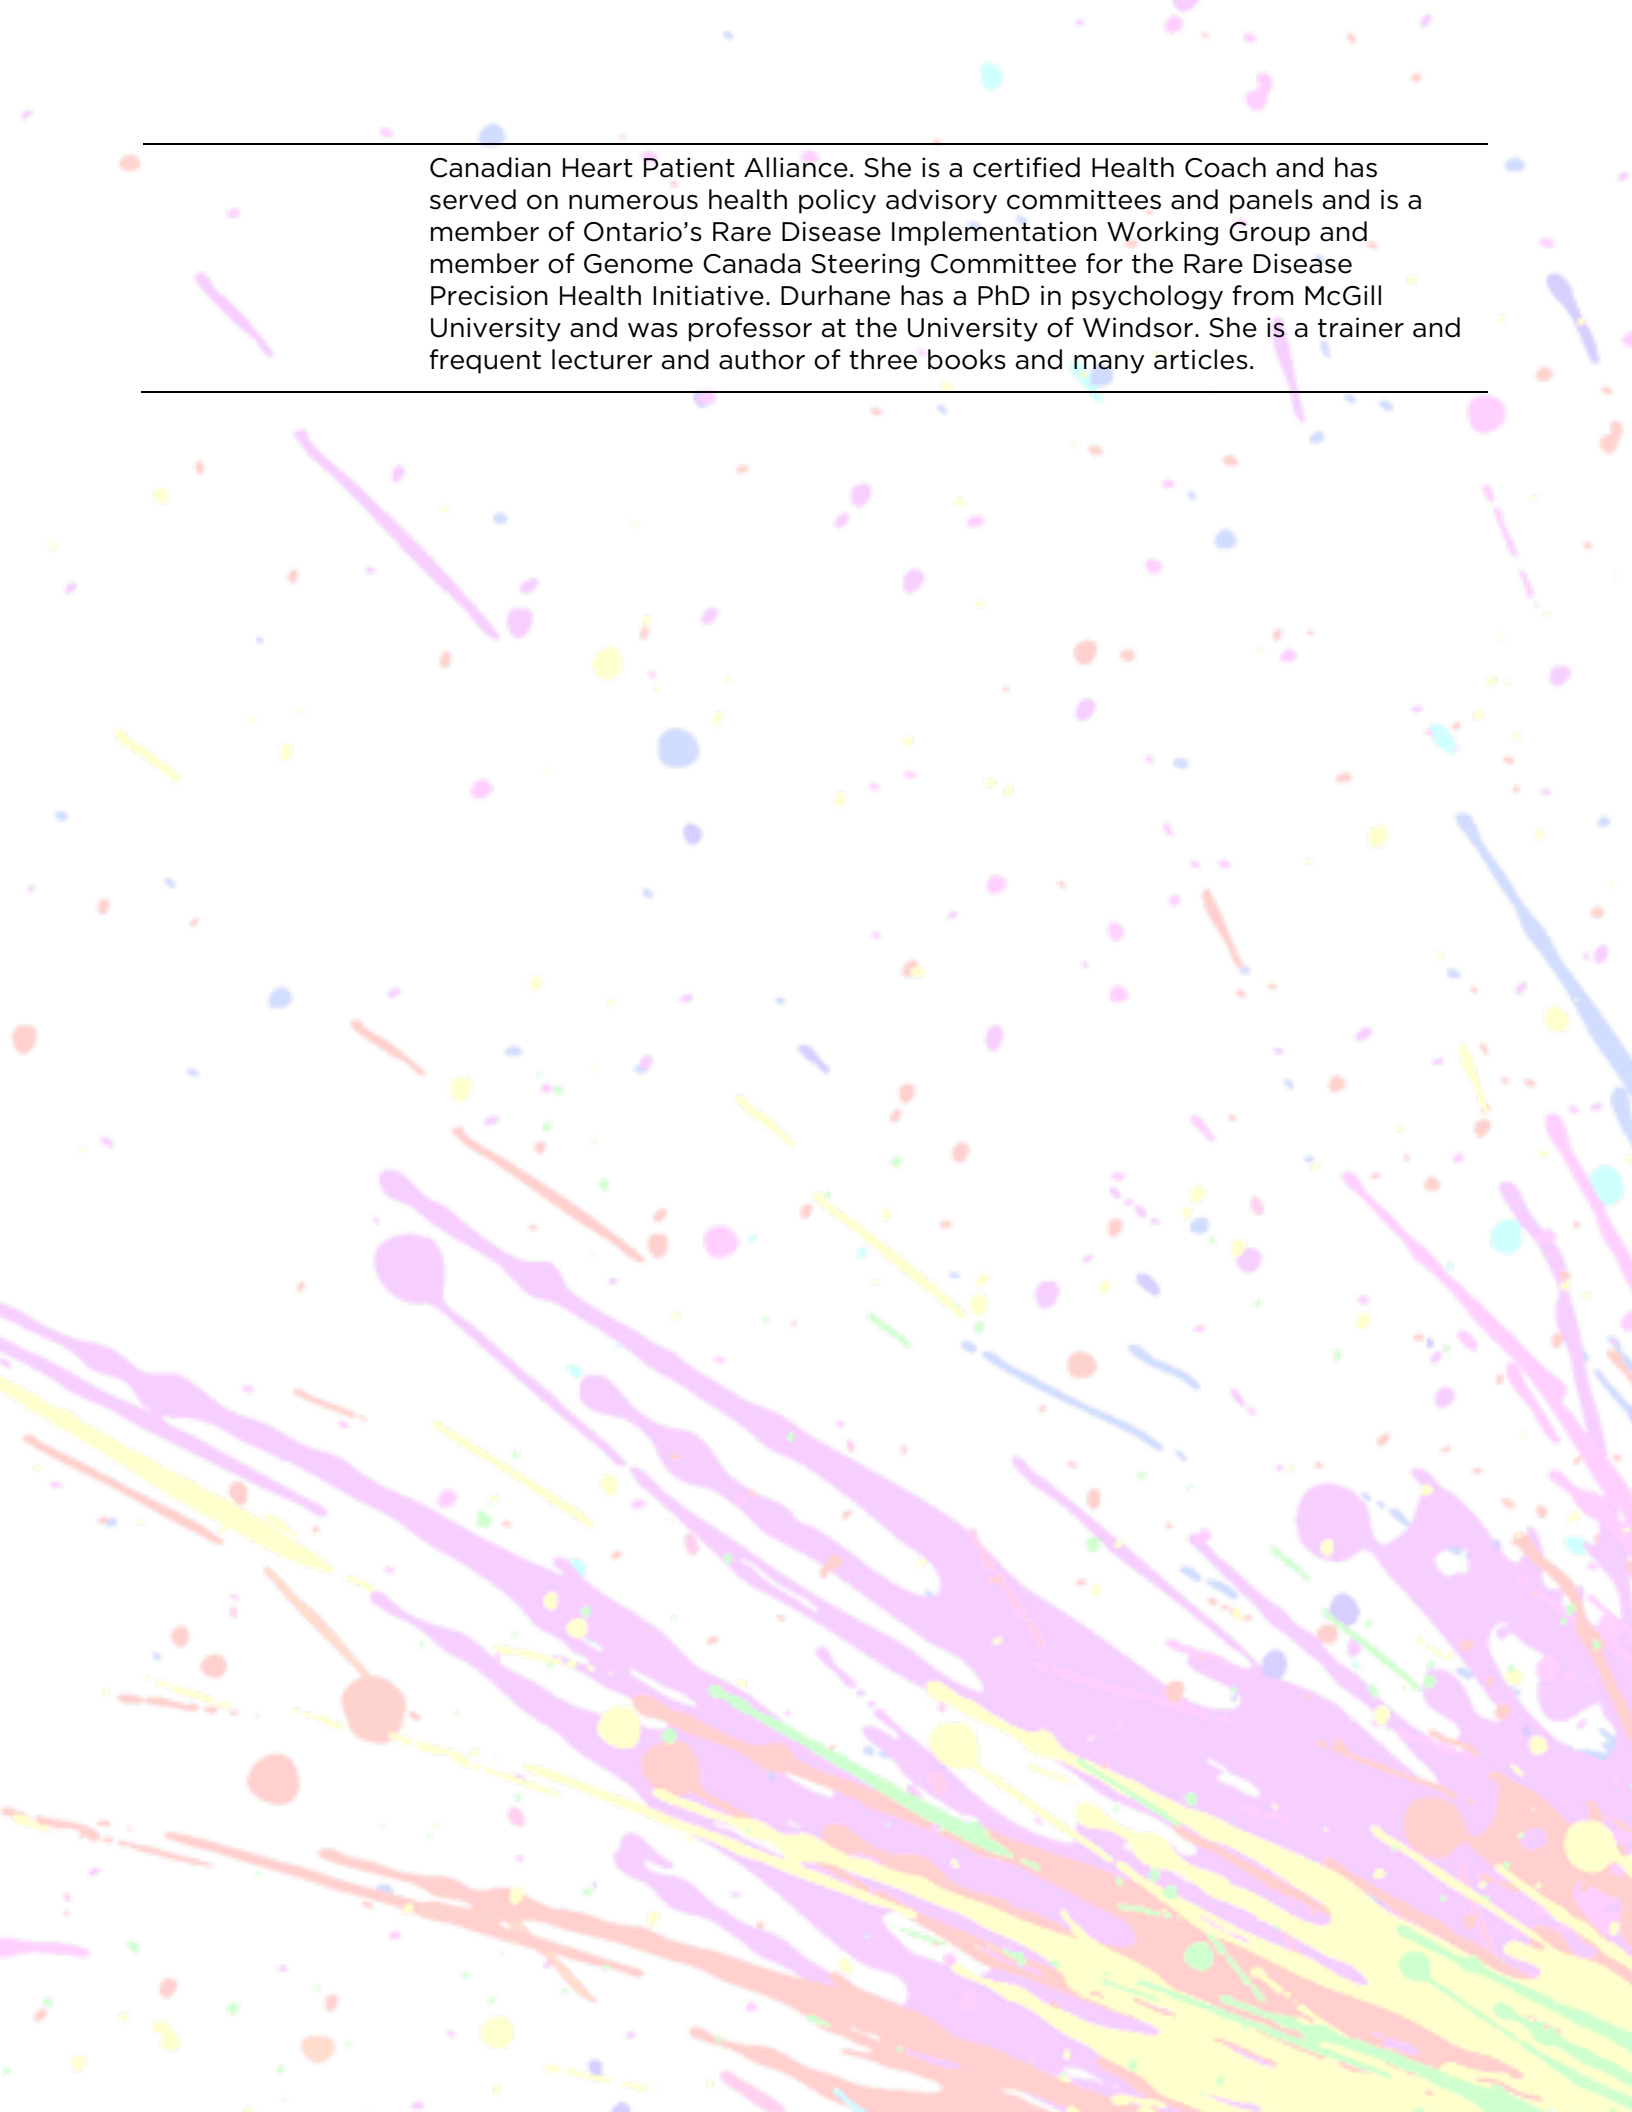 Canadian Heart Patient Alliance. She is a certified Health Coach and has
served on numerous health policy advisory committees and panels and is a
member of Ontario’s Rare Disease Implementation Working Group and
member of Genome Canada Steering Committee for the Rare Disease
Precision Health Initiative. Durhane has a PhD in psychology from McGill
University and was professor at the University of Windsor. She is a trainer and
frequent lecturer and author of three books and many articles.